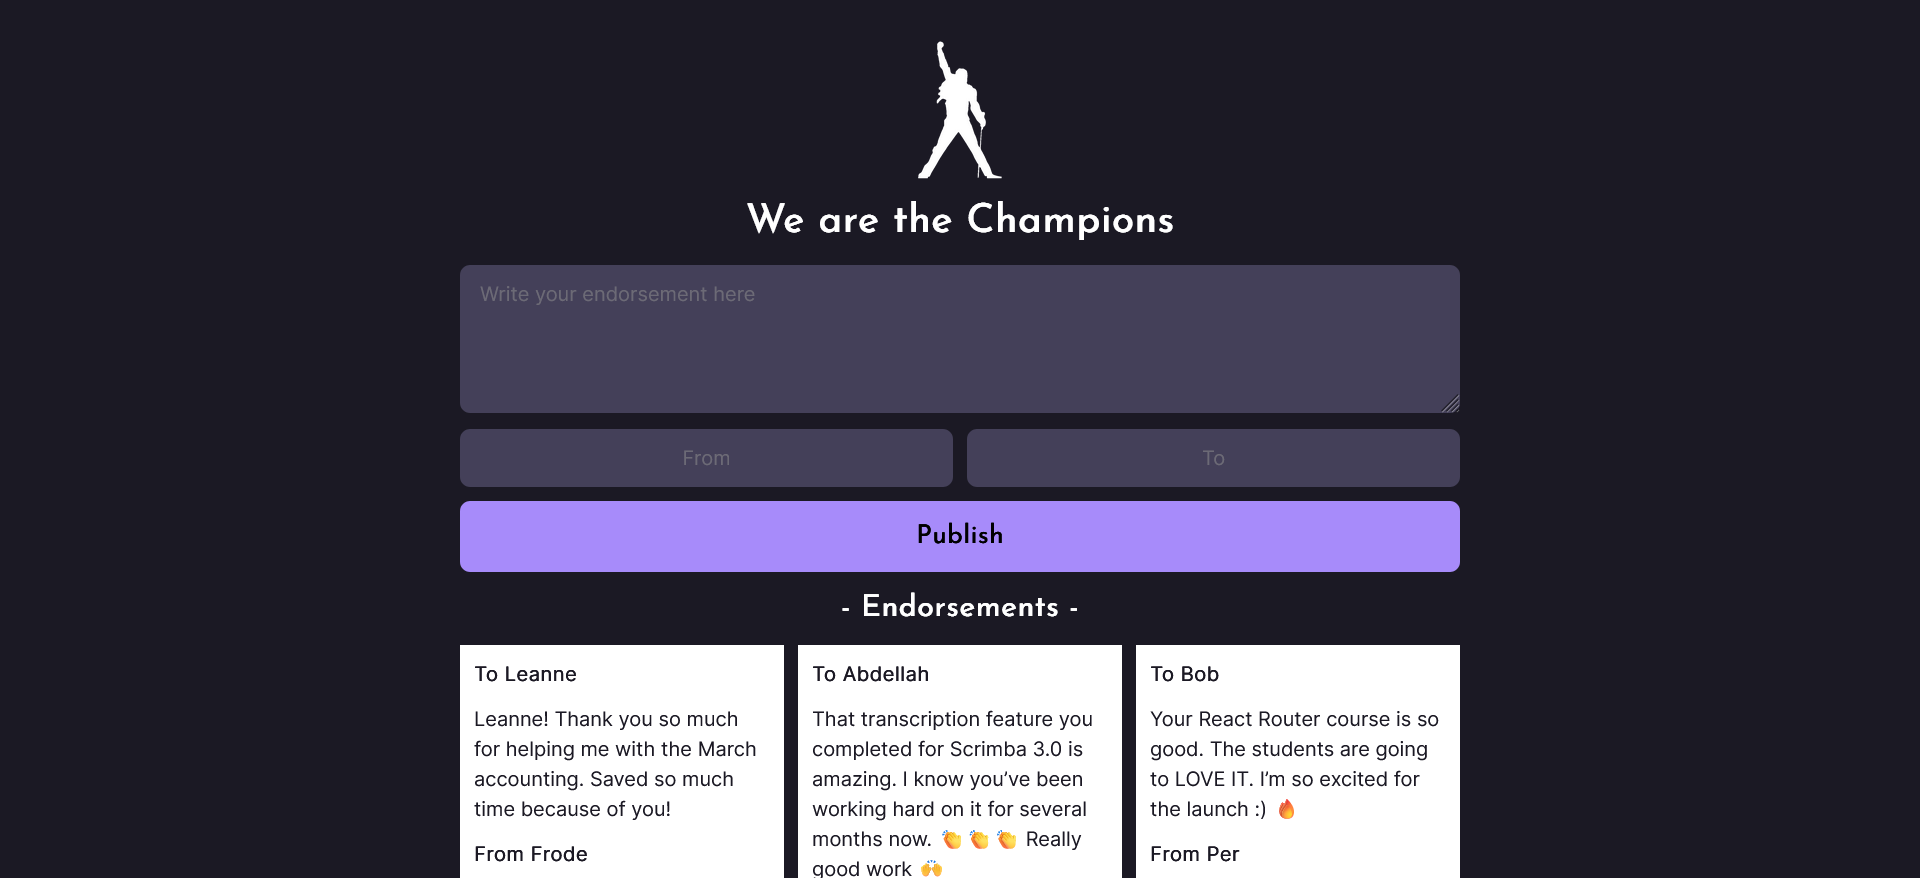 We are the Champions
Write your endorsement here
From
To
Publish
- Endorsements -
To Leanne
Leanne! Thank you so much
for helping me with the March
accounting. Saved so much
time because of you!
From Frode
To Abdellah
That transcription feature you
completed for Scrimba 3.0 is
amazing. I know you’ve been
working hard on it for several
months now. 👏👏👏 Really
good work 🙌
To Bob
Your React Router course is so
good. The students are going
to LOVE IT. I’m so excited for
the launch :) 🔥
From Per